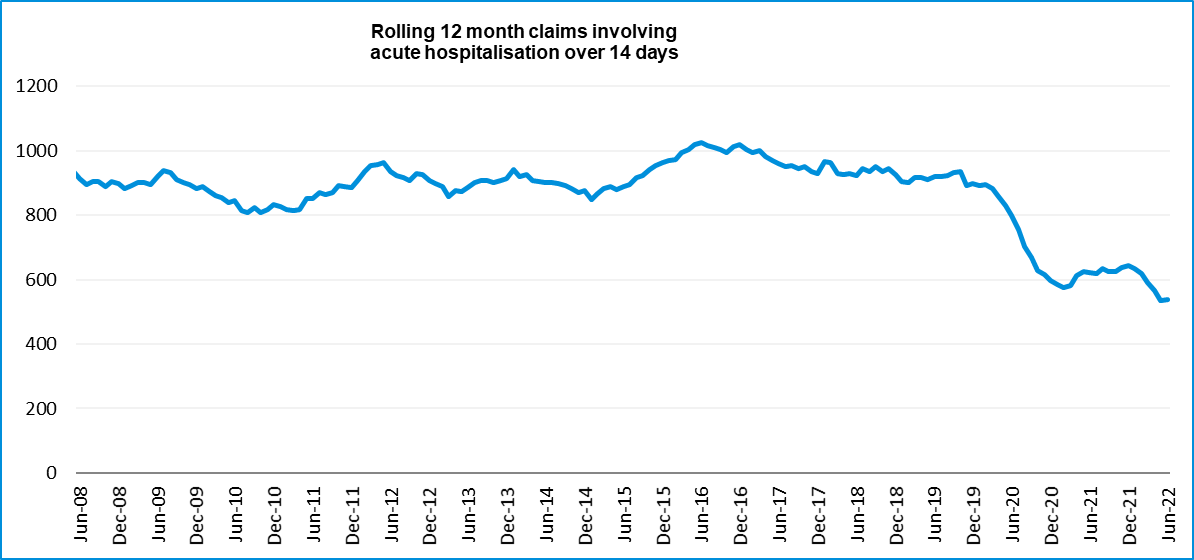 Rolling 12 month claims involving
acute hospitalisation over 14 days
1200
1000
800
600
400
200
0
Jun-08
Dec-08
Jun-09
Dec-09
Jun-10
Dec-10
Jun-11
Dec-11
Jun-12
Dec-12
Jun-13
Dec-13
Jun-14
Dec-14
Jun-15
Dec-15
Jun-16
Dec-16
Jun-17
Dec-17
Jun-18
Dec-18
Jun-19
Dec-19
Jun-20
Dec-20
Jun-21
Dec-21
Jun-22